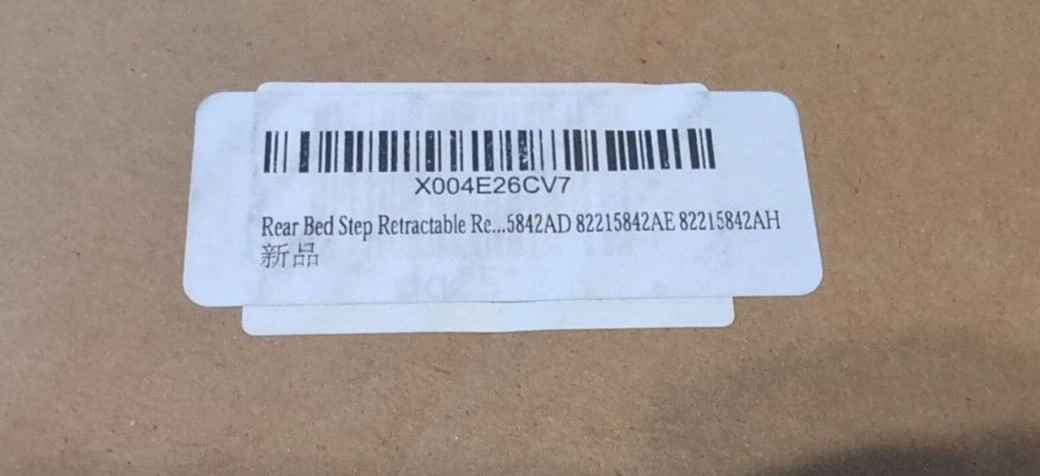 X004E26CV7
Rear Bed Step Retractable Re...5842AD 82215842AE 82215842AH
新品